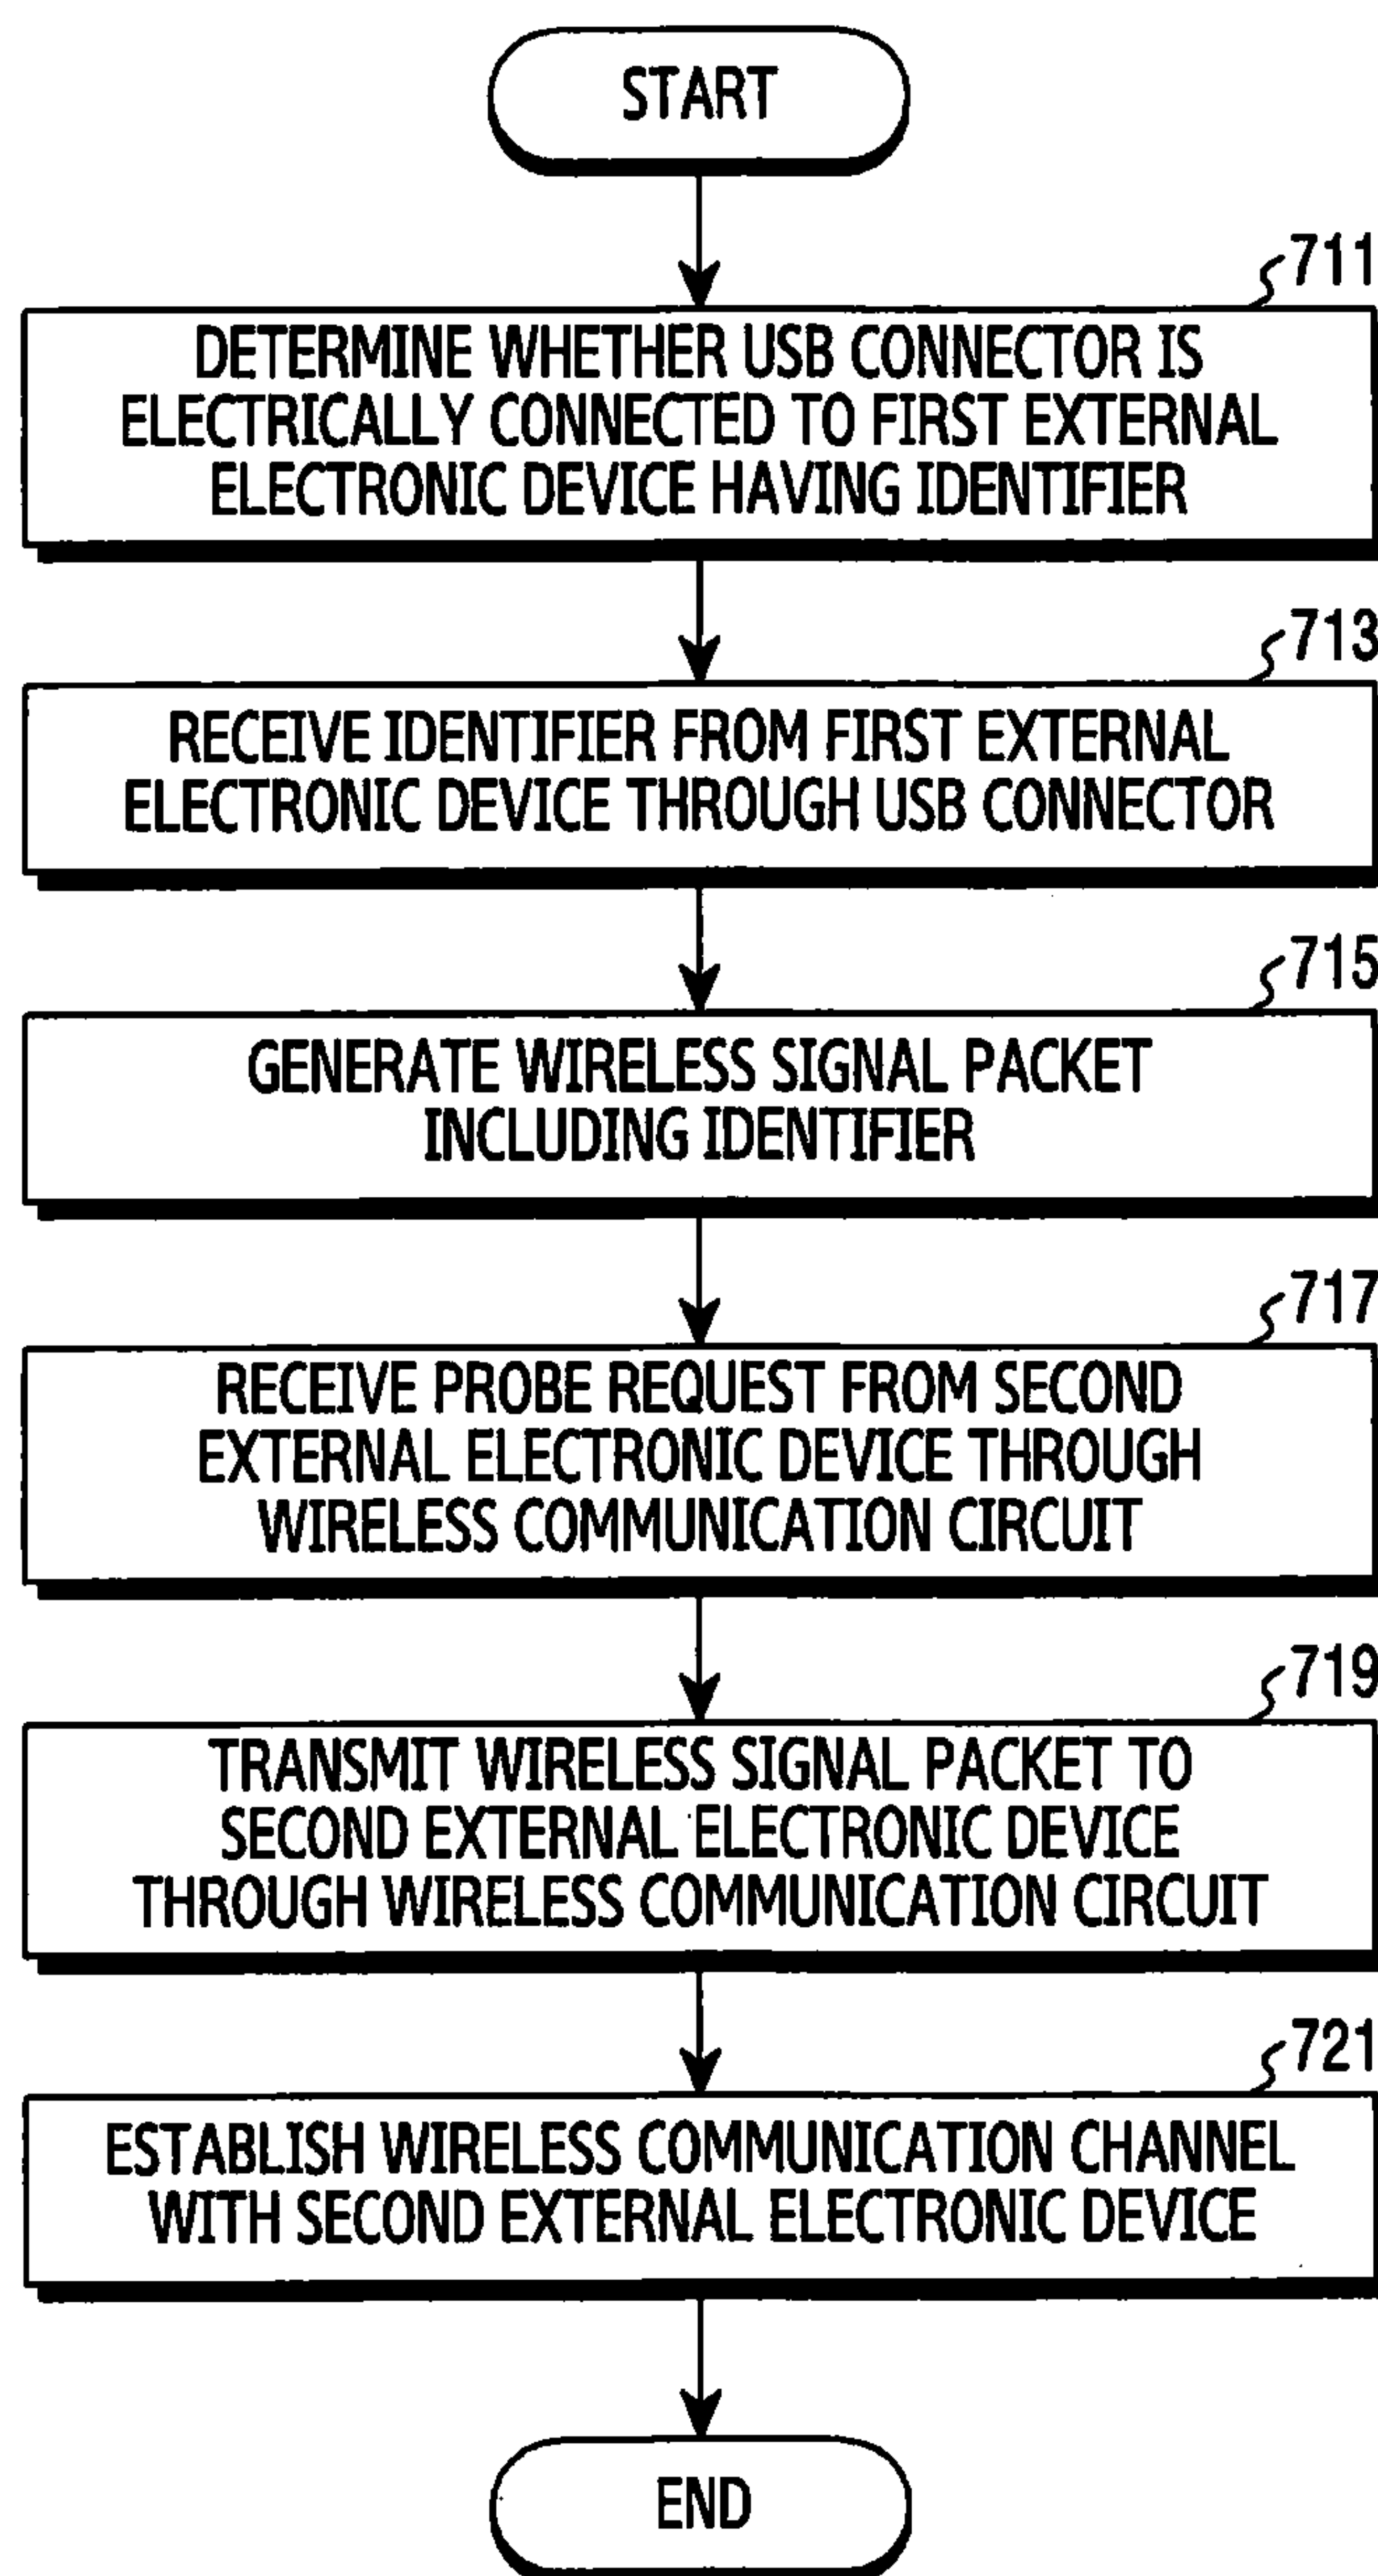 START
711
DETERMINE WHETHER USB CONNECTOR IS
ELECTRICALLY CONNECTED TO FIRST EXTERNAL
ELECTRONIC DEVICE HAVING IDENTIFIER
713
RECEIVE IDENTIFIER FROM FIRST EXTERNAL
ELECTRONIC DEVICE THROUGH USB CONNECTOR
715
GENERATE WIRELESS SIGNAL PACKET
INCLUDING IDENTIFIER
717
RECEIVE PROBE REQUEST FROM SECOND
EXTERNAL ELECTRONIC DEVICE THROUGH
WIRELESS COMMUNICATION CIRCUIT
719
TRANSMIT WIRELESS SIGNAL PACKET TO
SECOND EXTERNAL ELECTRONIC DEVICE
THROUGH WIRELESS COMMUNICATION CIRCUIT
721
ESTABLISH WIRELESS COMMUNICATION CHANNEL
WITH SECOND EXTERNAL ELECTRONIC DEVICE
END